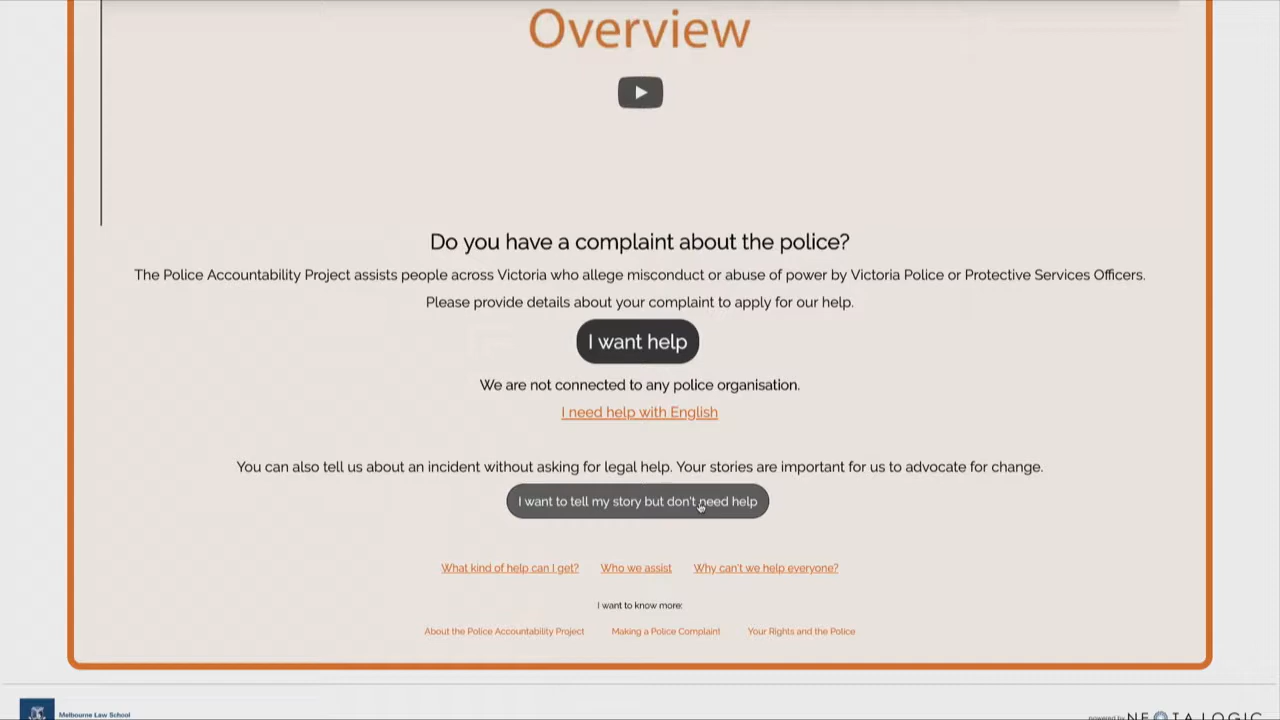 Overview
Do you have a complaint about the police?
The Police Accountability Project assists people across Victoria who allege misconduct or abuse of power by Victoria Police or Protective Services Officers.
Please provide details about your complaint to apply for our help.
I want help
We are not connected to any police organisation.
I need help with English
You can also tell us about an incident without asking for legal help. Your stories are important for us to advocate for change.
I want to tell my story but don't need help
What kind of help can I get? Who we assist Why can't we help everyone?
I want to know more:
About the Police Accountability Project Making a Police Complaint Your Rights and the Police
Melbourne Law School
powered by NEOTA LOGIC